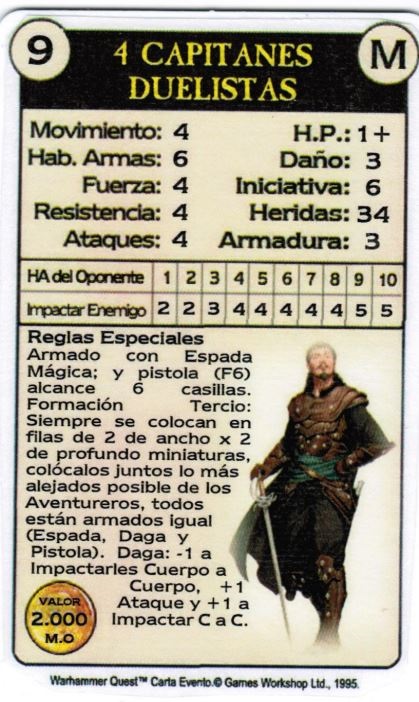 9
4 CAPITANES
DUELISTAS
M
Movimiento: 4
H.P.: 1+
Hab. Armas: 6
Daño: 3
Fuerza: 4
Iniciativa: 6
Resistencia: 4
Heridas: 34
Ataques: 4
Armadura: 3
HA del Oponente 1 2 3 4 5 6 7 8 9 10
Impactar Enemigo 2 2 3 4 4 4 4 4 5 5
Reglas Especiales
Armado con Espada
Mágica; y pistola (F6)
alcance 6 casillas.
Formación Tercio:
Siempre se colocan en
filas de 2 de ancho x 2
de profundo miniaturas,
colócalos juntos lo más
alejados posible de los
Aventureros, todos
están armados igual
(Espada, Daga y
Pistola). Daga: -1 a
Impactarles Cuerpo a
Cuerpo, +1
Ataque y +1 a
Impactar C a C.
VALOR
2.000
M.O
Warhammer Quest™ Carta Evento.© Games Workshop Ltd., 1995.